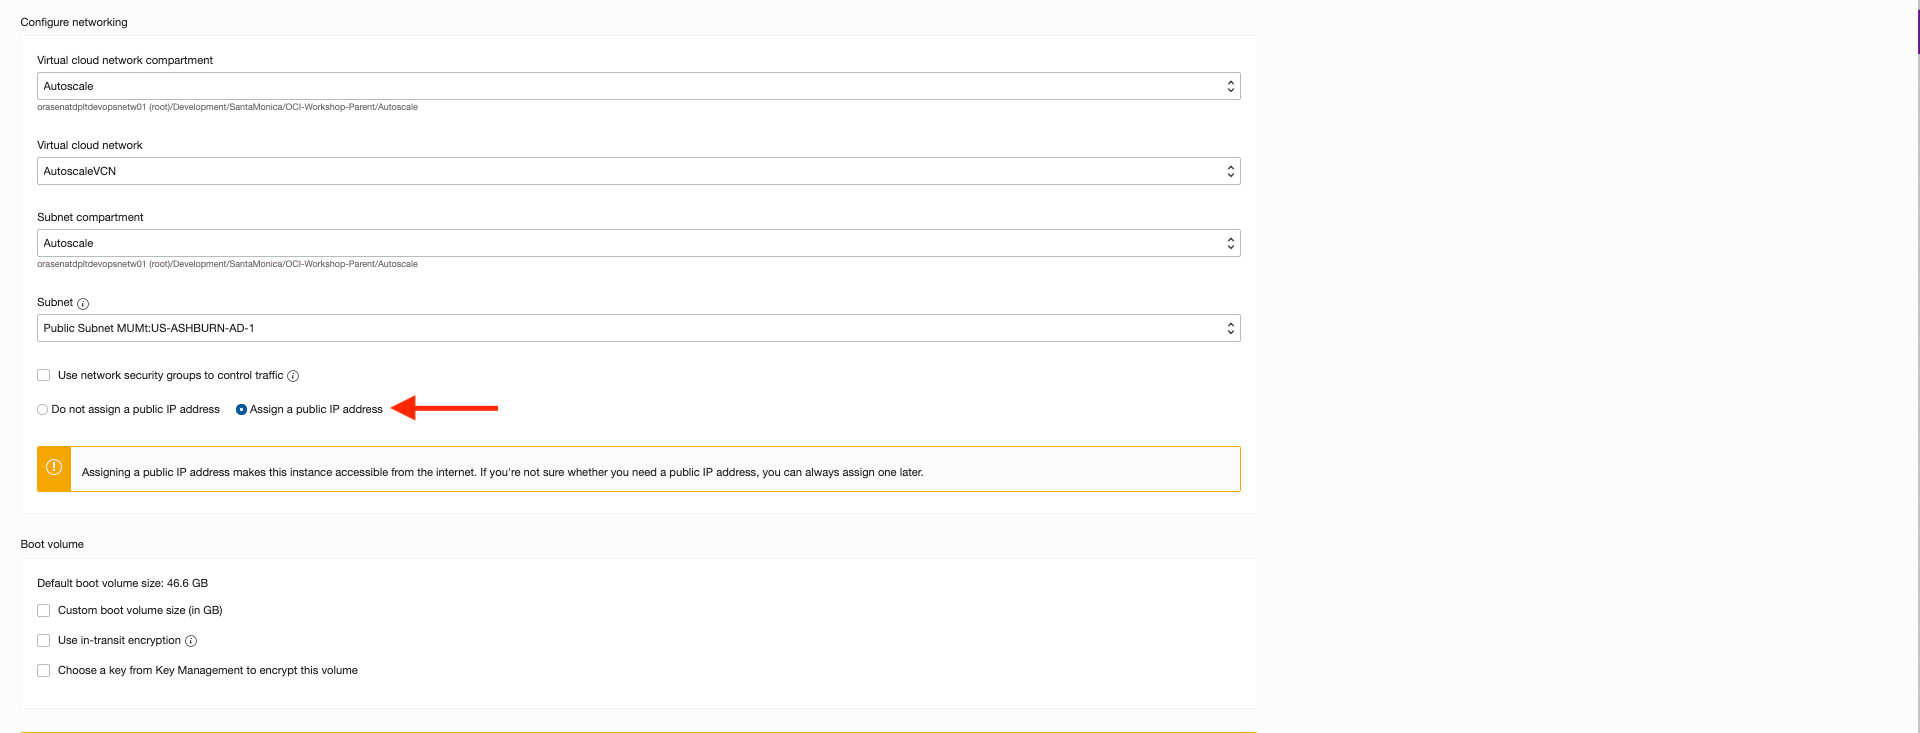 Configure networking
Virtual cloud network compartment
Autoscale
orasenatdpltdevopsnetw01 (root)/Development/SantaMonica/OCI-Workshop-Parent/Autoscale
Virtual cloud network
AutoscaleVCN
Subnet compartment
Autoscale
orasenatdpltdevopsnetw01 (root)/Development/SantaMonica/OCI-Workshop-Parent/Autoscale
Subnet
Public Subnet MUMt:US-ASHBURN-AD-1
Use network security groups to control traffic
Do not assign a public IP address Assign a public IP address
Assigning a public IP address makes this instance accessible from the internet. If you're not sure whether you need a public IP address, you can always assign one later.
Boot volume
Default boot volume size: 46.6 GB
Custom boot volume size (in GB)
Use in-transit encryption
Choose a key from Key Management to encrypt this volume